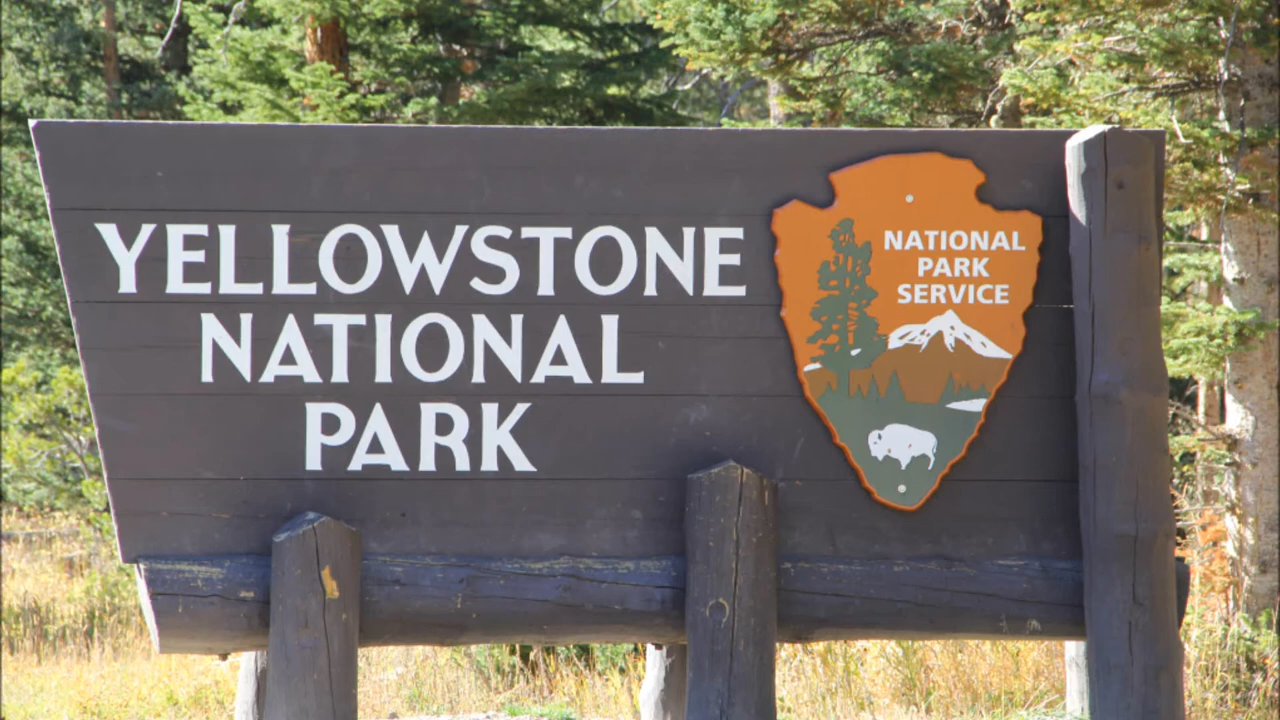 YELLOWSTONE
NATIONAL
PARK
NATIONAL
PARK
SERVICE